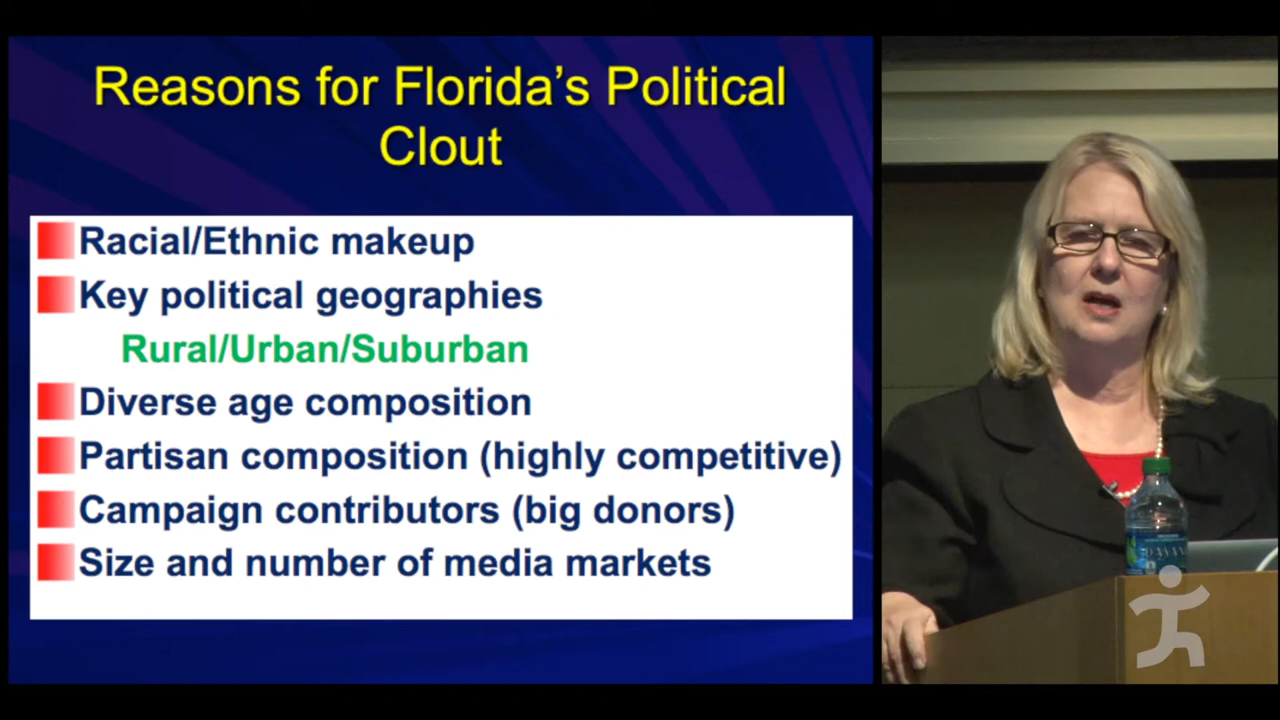 Reasons for Florida's Political
Clout
Racial/Ethnic makeup
Key political geographies
Rural/Urban/Suburban
Diverse age composition
Partisan composition (highly competitive)
Campaign contributors (big donors)
Size and number of media markets
DASANI